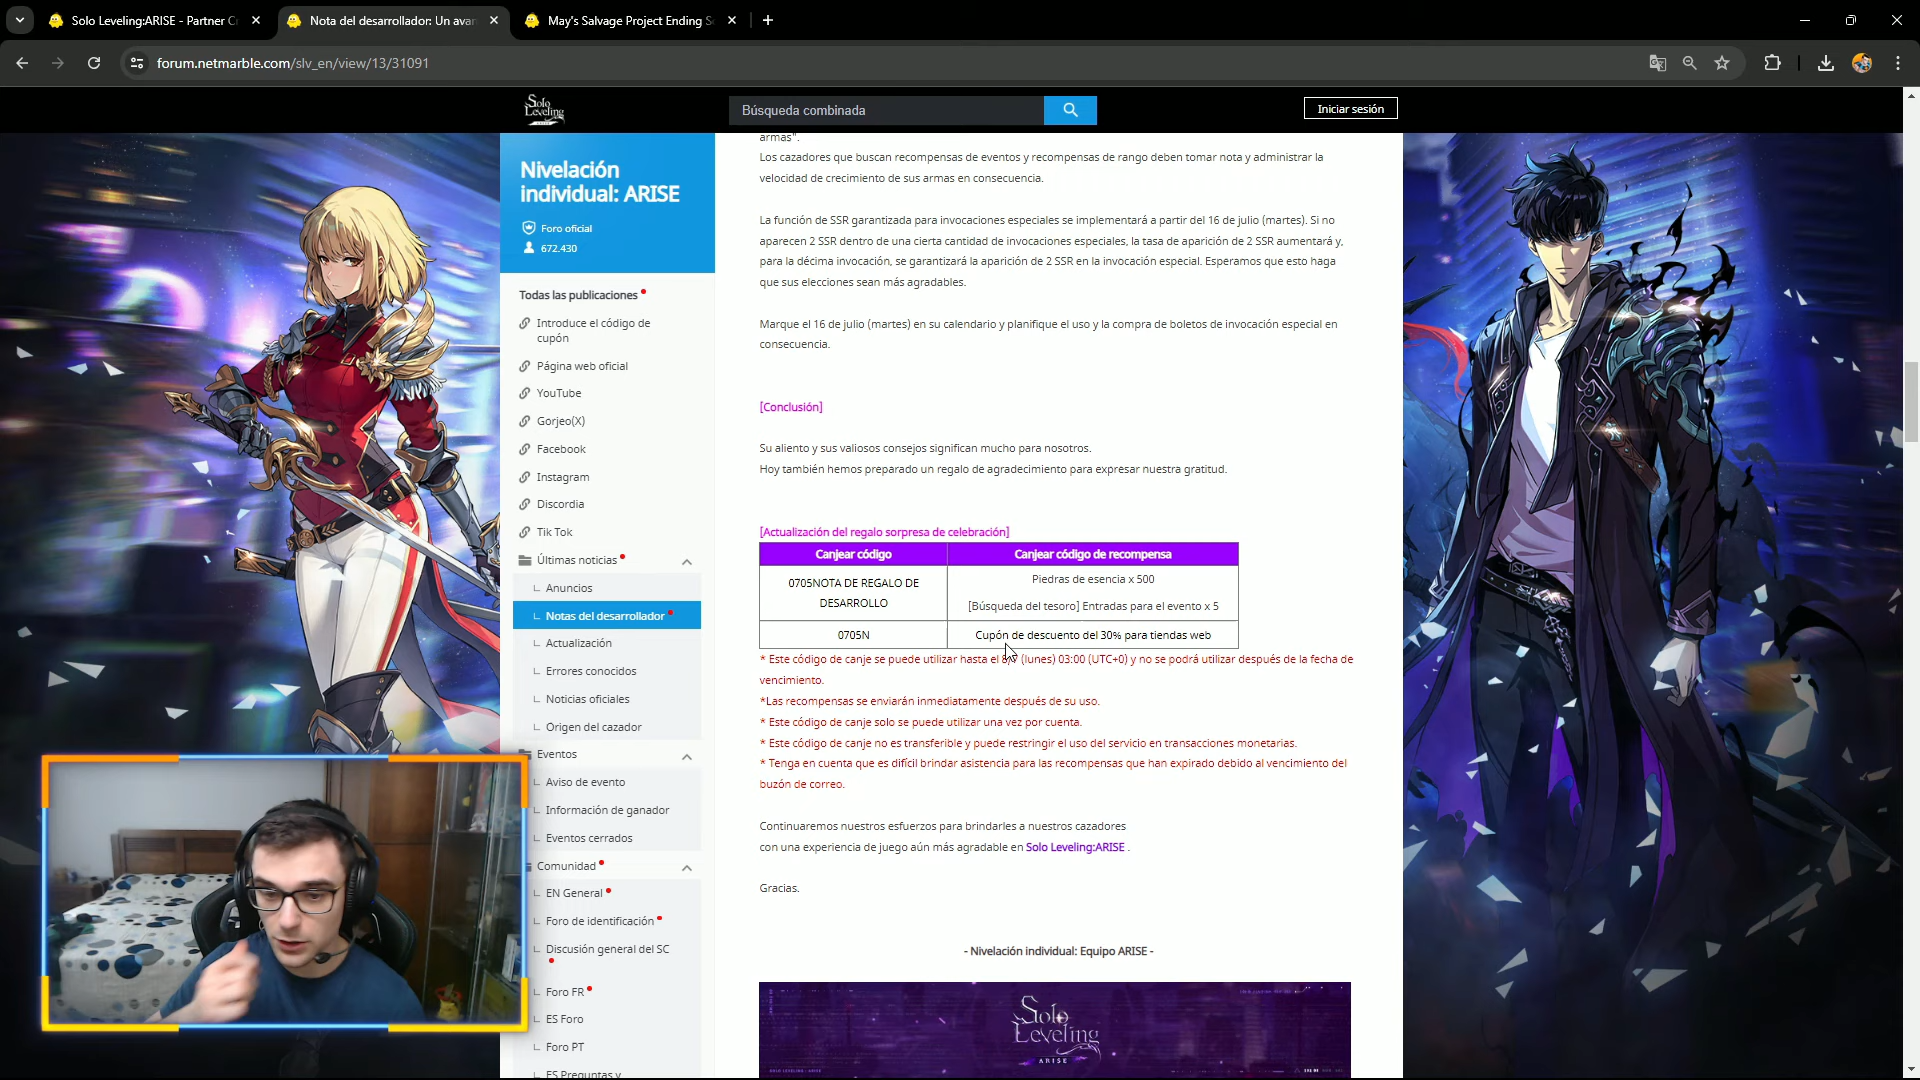 Solo Leveling:ARISE - Partner C
Nota del desarrollador: Un avan
May's Salvage Project Ending S
forum.netmarble.com/slv_en/view/13/31091
Solo
Leveling
ARISE
Búsqueda combinada
Iniciar sesión
Nivelación
individual: ARISE
Foro oficial
672.430
Todas las publicaciones
Introduce el código de
cupón
Página web oficial
YouTube
Gorjeo(X)
Facebook
Instagram
Discordia
Tik Tok
Últimas noticias
Anuncios
Notas del desarrollador
Actualización
Errores conocidos
Noticias oficiales
Origen del cazador
Eventos
Aviso de evento
Información de ganador
Eventos cerrados
Comunidad
EN General
Foro de identificación
Discusión general del SC
Foro FR
ES Foro
Foro PT
ES Preguntas y
armas".
Los cazadores que buscan recompensas de eventos y recompensas de rango deben tomar nota y administrar la
velocidad de crecimiento de sus armas en consecuencia.
La función de SSR garantizada para invocaciones especiales se implementará a partir del 16 de julio (martes). Si no
aparecen 2 SSR dentro de una cierta cantidad de invocaciones especiales, la tasa de aparición de 2 SSR aumentará y,
para la décima invocación, se garantizará la aparición de 2 SSR en la invocación especial. Esperamos que esto haga
que sus elecciones sean más agradables.
Marque el 16 de julio (martes) en su calendario y planifique el uso y la compra de boletos de invocación especial en
consecuencia.
[Conclusión]
Su aliento y sus valiosos consejos significan mucho para nosotros.
Hoy también hemos preparado un regalo de agradecimiento para expresar nuestra gratitud.
[Actualización del regalo sorpresa de celebración]
Canjear código
Canjear código de recompensa
0705NOTA DE REGALO DE
DESARROLLO
Piedras de esencia x 500
[Búsqueda del tesoro] Entradas para el evento x 5
0705N
Cupón de descuento del 30% para tiendas web
* Este código de canje se puede utilizar hasta el (lunes) 03:00 (UTC+0) y no se podrá utilizar después de la fecha de
vencimiento.
*Las recompensas se enviarán inmediatamente después de su uso.
* Este código de canje solo se puede utilizar una vez por cuenta.
* Este código de canje no es transferible y puede restringir el uso del servicio en transacciones monetarias.
* Tenga en cuenta que es difícil brindar asistencia para las recompensas que han expirado debido al vencimiento del
buzón de correo.
Continuaremos nuestros esfuerzos para brindarles a nuestros cazadores
con una experiencia de juego aún más agradable en Solo Leveling:ARISE .
Gracias.
- Nivelación individual: Equipo ARISE -
Solo
Leveling
ARISE